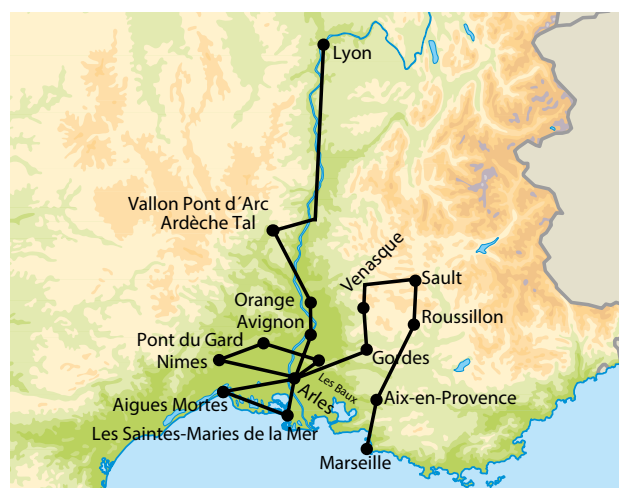 Lyon
Vallon Pont d´Arc
Ardèche Tal
Venasque
Sault
Orange
Avignon
Roussillon
Pont du Gard
Nimes
Gordes
Les Baux
Arles
Aigues Mortes
Aix-en-Provence
Les Saintes-Maries de la Mer
Marseille